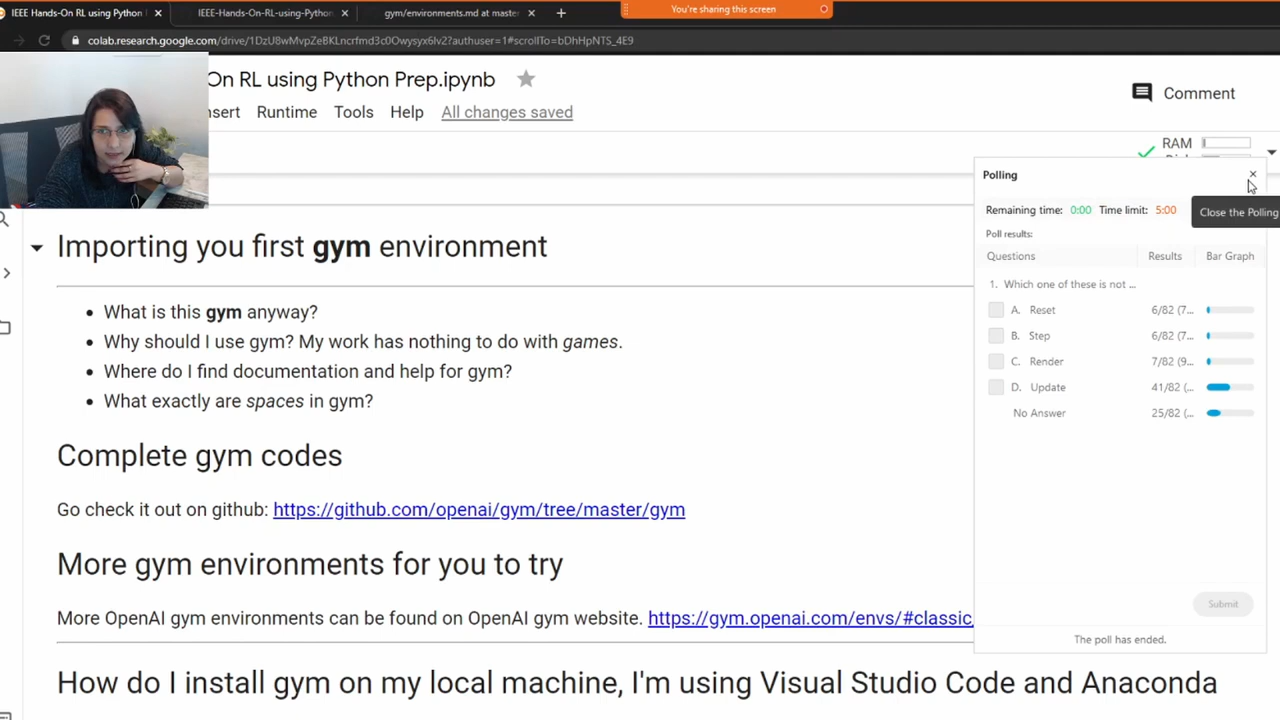 IEEE Hands-On RL using Python
IEEE-Hands-On-RL-using-Python
gym/environments.md at master
You're sharing this screen
colab.research.google.com/drive/1DzU8wMvpZeBKLncrfmd3c0Owysyx6Iv2?authuser=1#scrollTo=bDhHpNTS_4E9
On RL using Python Prep.ipynb
Comment
nsert
Runtime
Tools
Help
All changes saved
RAM
Polling
Remaining time: 0:00 Time limit: 5:00
Close the Polling
Poll results:
Questions Results Bar Graph
1. Which one of these is not ...
A. Reset 6/82 (7...
B. Step 6/82 (7...
C. Render 7/82 (9...
D. Update 41/82 (...
No Answer 25/82 (...
Submit
The poll has ended.
Importing you first gym environment
What is this gym anyway?
Why should I use gym? My work has nothing to do with games.
Where do I find documentation and help for gym?
What exactly are spaces in gym?
Complete gym codes
Go check it out on github: https://github.com/openai/gym/tree/master/gym
More gym environments for you to try
More OpenAI gym environments can be found on OpenAI gym website. https://gym.openai.com/envs/#classic_
How do I install gym on my local machine, I'm using Visual Studio Code and Anaconda